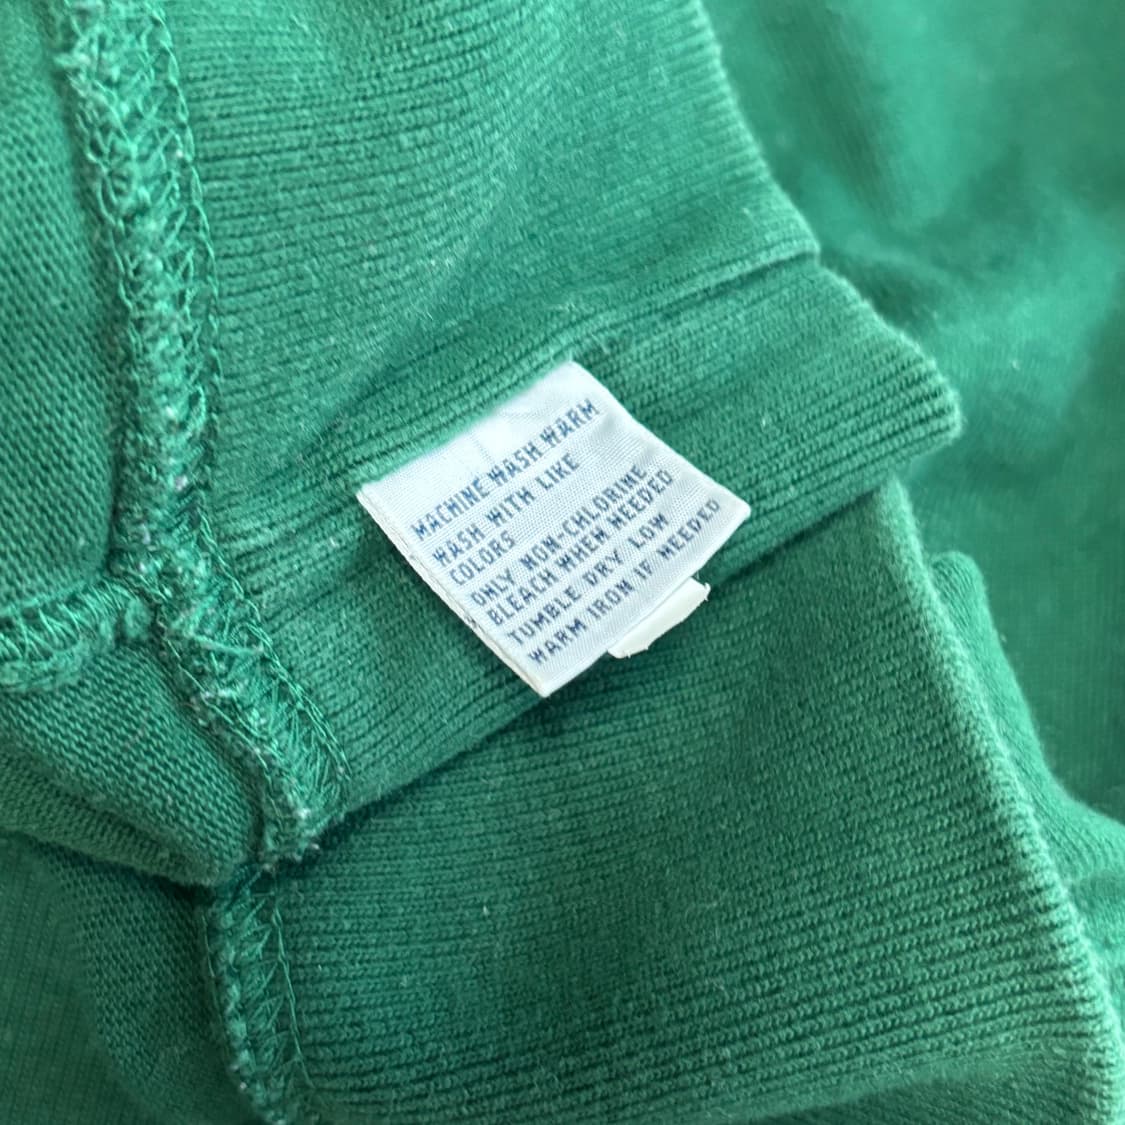 MACHINE WASH WARM
WASH WITH LIKE
COLORS
ONLY NON-CHLORINE
BLEACH WHEN NEEDED
TUMBLE DRY LOW
WARM IRON IF NEEDED